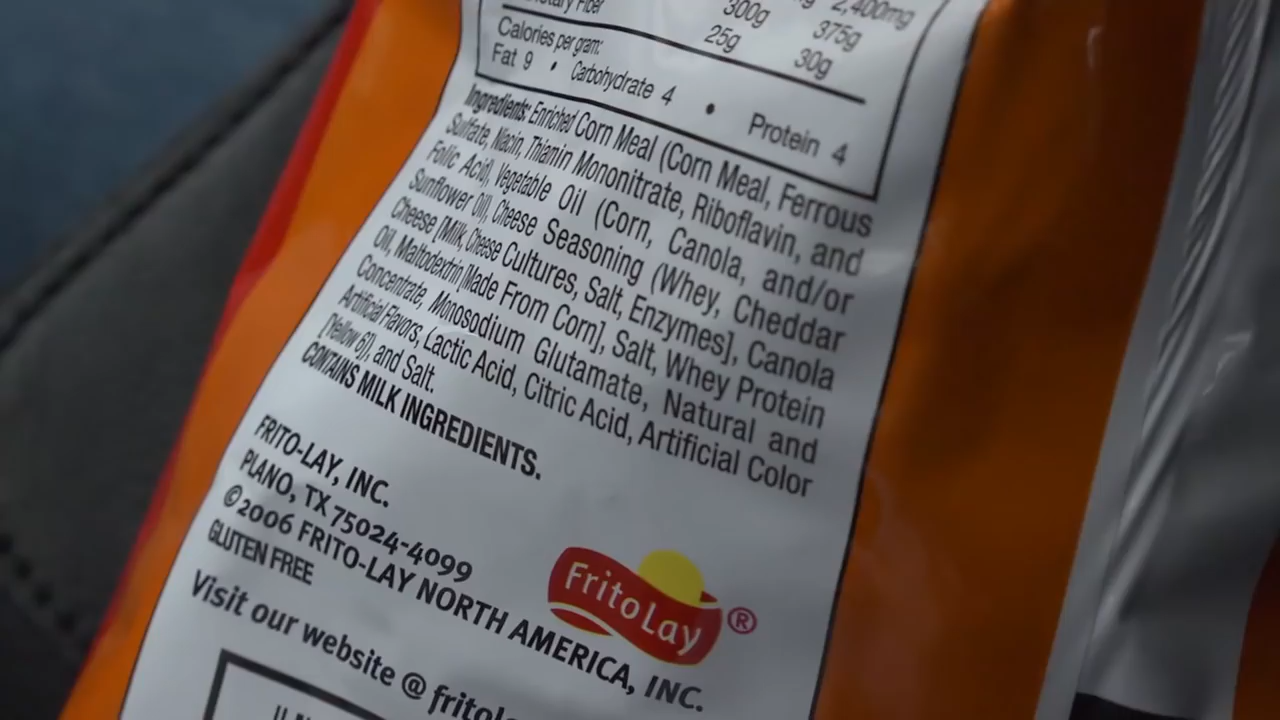 2,400mg
300g 375g
25g 30g
Calories per gram:
Fat 9 • Carbohydrate 4 • Protein 4
Ingredients: Enriched Corn Meal (Corn Meal, Ferrous
Sulfate, Niacin, Thiamin Mononitrate, Riboflavin, and
Folic Acid), Vegetable Oil (Corn, Canola, and/or
Sunflower Oil), Cheese Seasoning (Whey, Cheddar
Cheese [Milk, Cheese Cultures, Salt, Enzymes], Canola
Oil, Maltodextrin [Made From Corn], Salt, Whey Protein
Concentrate, Monosodium Glutamate, Natural and
Artificial Flavors, Lactic Acid, Citric Acid, Artificial Color
[Yellow 6]), and Salt.
CONTAINS MILK INGREDIENTS.
FRITO-LAY, INC.
PLANO, TX 75024-4099
©2006 FRITO-LAY NORTH AMERICA, INC.
GLUTEN FREE
Visit our website @
Frito Lay ®